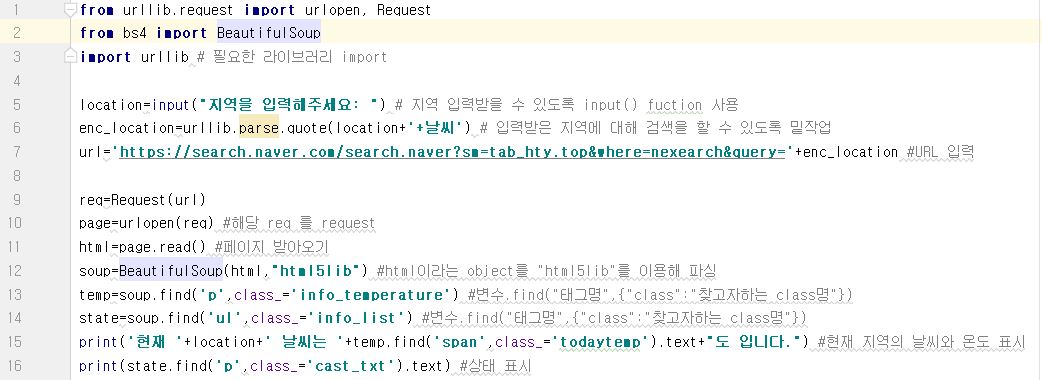 1 from urllib.request import urlopen, Request
2 from bs4 import BeautifulSoup
3 import urllib # 필요한 라이브러리 import
4
5 location=input("지역을 입력해주세요: ") # 지역 입력받을 수 있도록 input() fuction 사용
6 enc_location=urllib.parse.quote(location+'+날씨') # 입력받은 지역에 대해 검색을 할 수 있도록 밑작업
7 url='https://search.naver.com/search.naver?sm=tab_hty.top&where=nexearch&query='+enc_location #URL 입력
8
9 req=Request(url)
10 page=urlopen(req) #해당 req 를 request
11 html=page.read() #페이지 받아오기
12 soup=BeautifulSoup(html,"html5lib") #html이라는 object를 "html5lib"를 이용해 파싱
13 temp=soup.find('p',class_='info_temperature') #변수.find("태그명",{"class":"찾고자하는 class명"})
14 state=soup.find('ul',class_='info_list') #변수.find("태그명",{"class":"찾고자하는 class명"})
15 print('현재 '+location+' 날씨는 '+temp.find('span',class_='todaytemp').text+"도 입니다.") #현재 지역의 날씨와 온도 표시
16 print(state.find('p',class_='cast_txt').text) #상태 표시